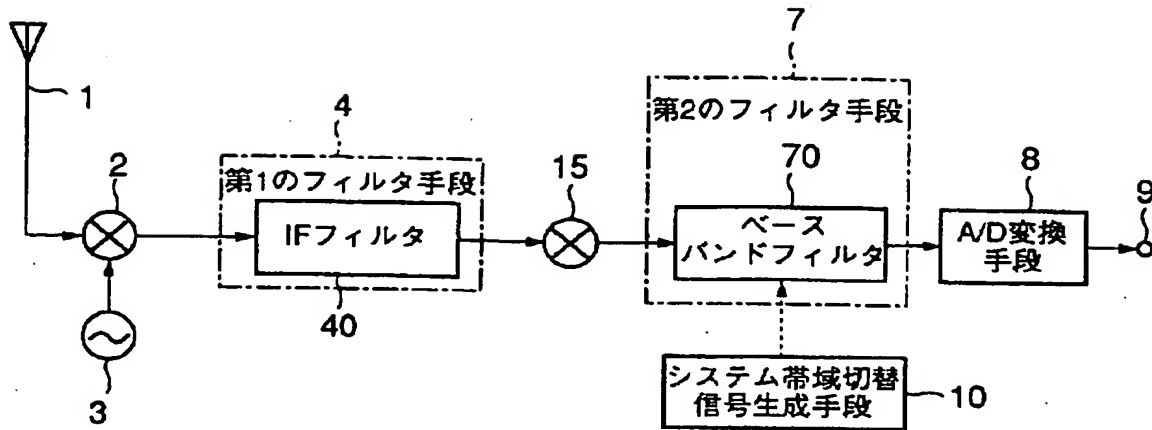 7
4
第2のフィルタ手段
1
2
第1のフィルタ手段
15
70
8
9
IFフィルタ
ベース
バンドフィルタ
A/D変換
手段
40
3
システム帯域切替
信号生成手段
10